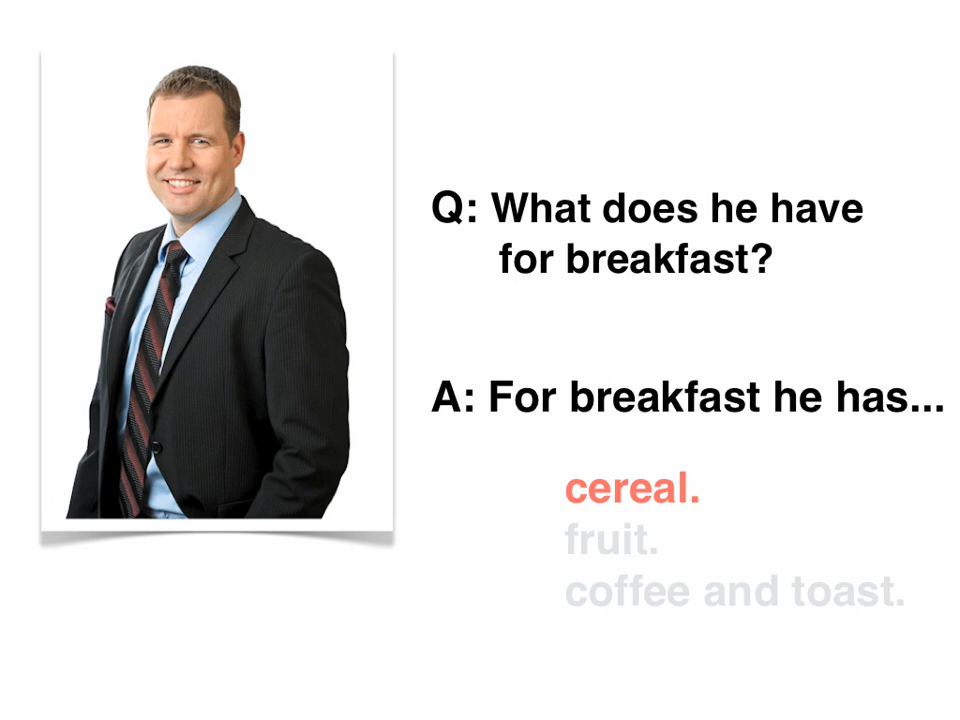 Q: What does he have
for breakfast?
A: For breakfast he has...
cereal.
fruit.
coffee and toast.